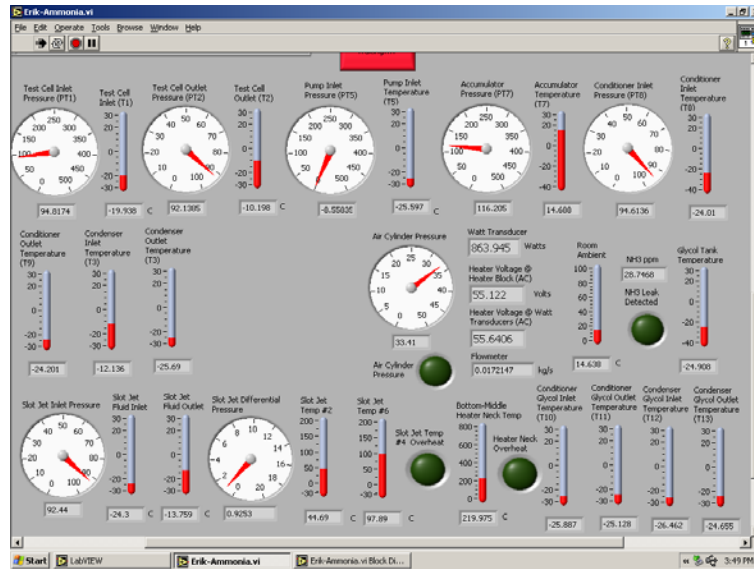 Erik-Ammonia.vi
File Edit Operate Tools Browse Window Help
Test Cell Inlet Pressure (PT1)
94.8174
Test Cell Inlet (T1)
-19.938 C
Test Cell Outlet Pressure (PT2)
92.1305
Test Cell Outlet (T2)
-10.198 C
Pump Inlet Pressure (PT5)
Pump Inlet Temperature (T5)
-25.597 C
Accumulator Pressure (PT7)
116.205
Accumulator Temperature (T7)
14.688
Conditioner Inlet Pressure (PT8)
94.6136
Conditioner Inlet Temperature
-24.01
Conditioner Outlet Temperature (T9)
-24.201
Condenser Inlet Temperature (T3)
-12.136
Condenser Outlet Temperature (T3)
-25.69
Air Cylinder Pressure
33.41
Air Cylinder Pressure
Watt Transducer
863.945 Watts
Heater Voltage @ Heater Block (AC)
55.122 Volts
Heater Voltage @ Watt Transducers (AC)
55.6406
Flowmeter
0.0172147 kg/s
Room Ambient
14.638 C
NH3 ppm
28.7468
NH3 Leak Detected
Glycol Tank Temperature
-24.908
Slot Jet Inlet Pressure
92.44
Slot Jet Fluid Inlet
-24.3 C
Slot Jet Fluid Outlet
-13.759 C
Slot Jet Differential Pressure
0.9253
Slot Jet Temp #2
44.69 C
Slot Jet Temp #6
97.89 C
Slot Jet Temp #4 Overheat
Bottom-Middle Heater Neck Temp
219.975 C
Heater Neck Overheat
Conditioner Glycol Inlet Temperature (T10)
-25.887
Conditioner Glycol Outlet Temperature (T11)
-25.128
Condenser Glycol Inlet Temperature (T12)
-26.462
Condenser Glycol Outlet Temperature (T13)
-24.655
Start LabVIEW Erik-Ammonia.vi Erik-Ammonia.vi Block Di... 3:49 PM